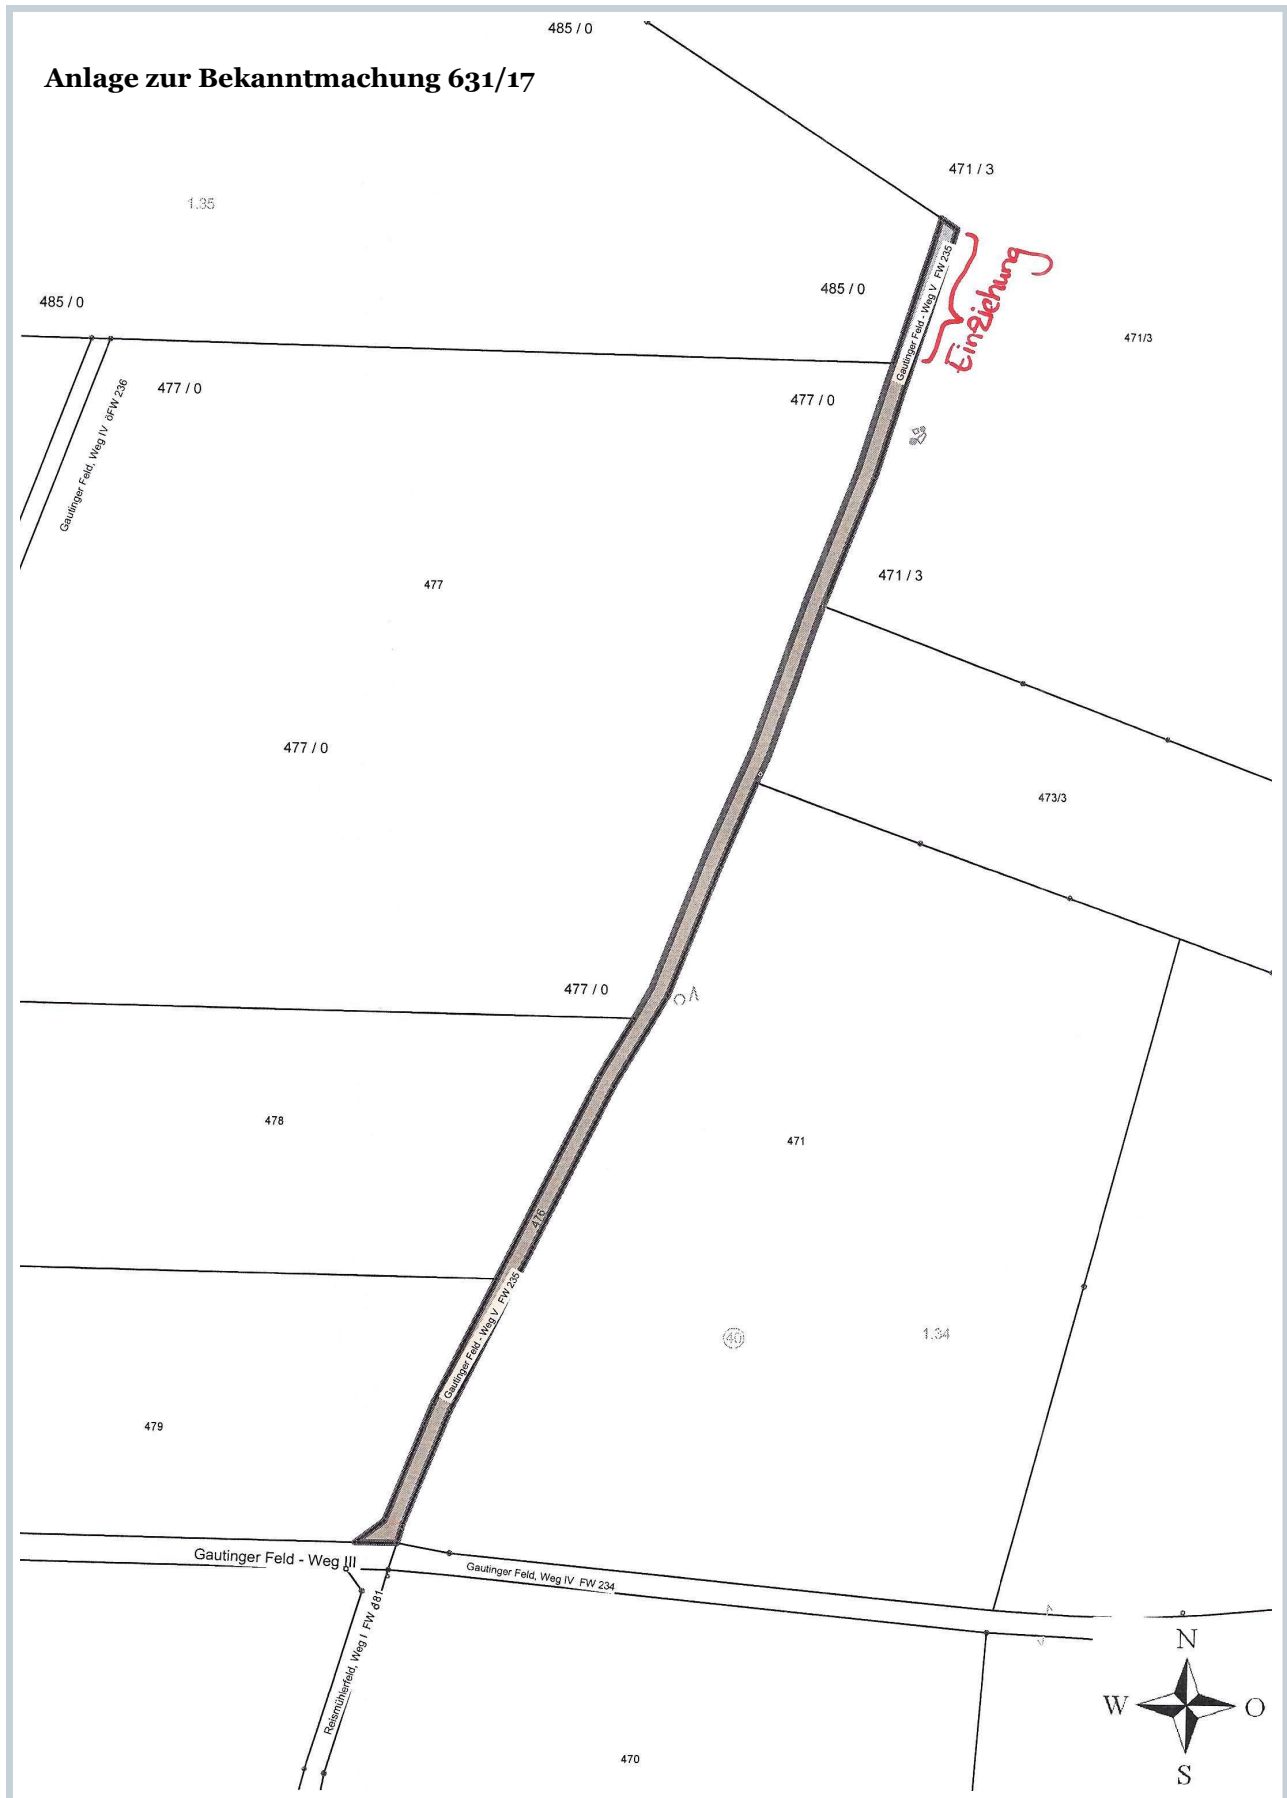 485 / 0
Anlage zur Bekanntmachung 631/17
471 / 3
1.35
Gautinger Feld - Weg V FW 235
Einziehung
485 / 0
485 / 0
471/3
477 / 0
477 / 0
Gautinger Feld, Weg IV öFW 236
471 / 3
477
477 / 0
473/3
477 / 0
478
471
476
Gautinger Feld - Weg V FW 235
40
1.34
479
Gautinger Feld - Weg III
Gautinger Feld, Weg IV FW 234
Reismühlerfeld, Weg I FW 681
N
W
O
S
470